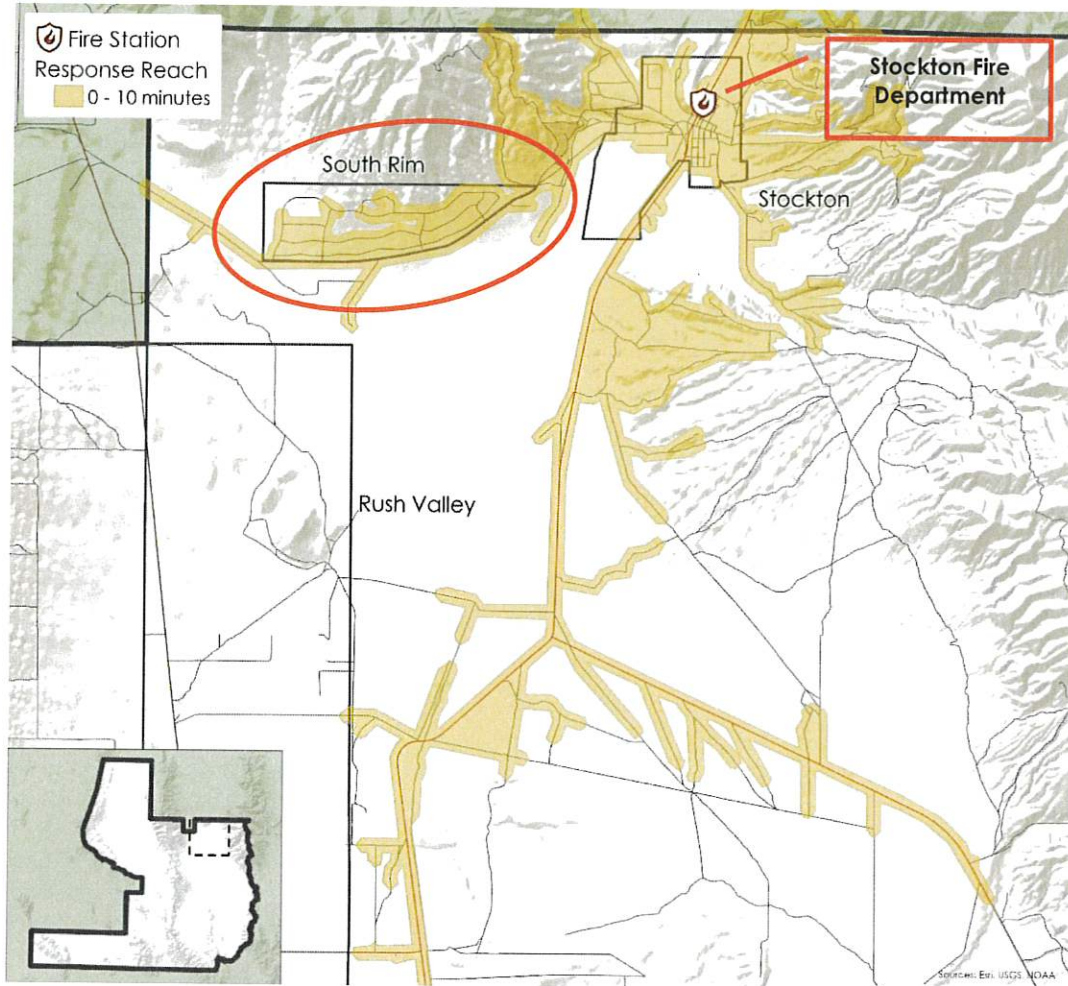 Fire Station
Response Reach
0 - 10 minutes
Stockton Fire
Department
South Rim
Stockton
Rush Valley
Sources: Esri, USGS, NOAA